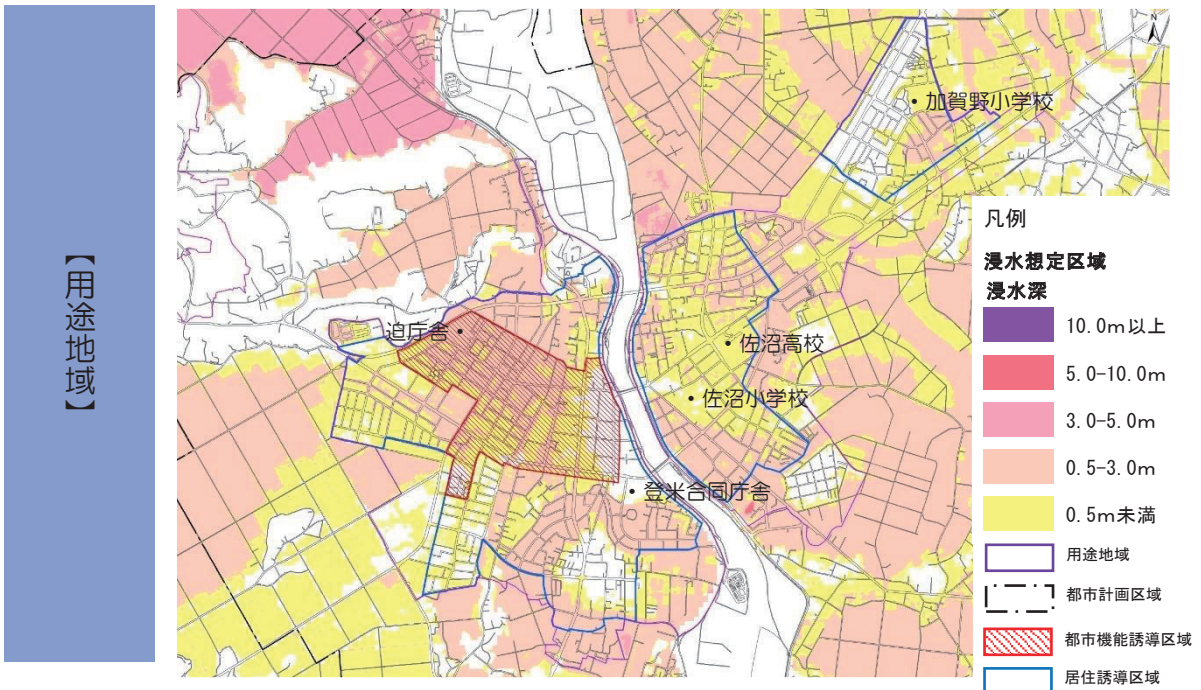 【用途地域】
N
加賀野小学校
迫庁舎
佐沼高校
佐沼小学校
登米合同庁舎
凡例
浸水想定区域
浸水深
10.0m以上
5.0-10.0m
3.0-5.0m
0.5-3.0m
0.5m未満
用途地域
都市計画区域
都市機能誘導区域
居住誘導区域